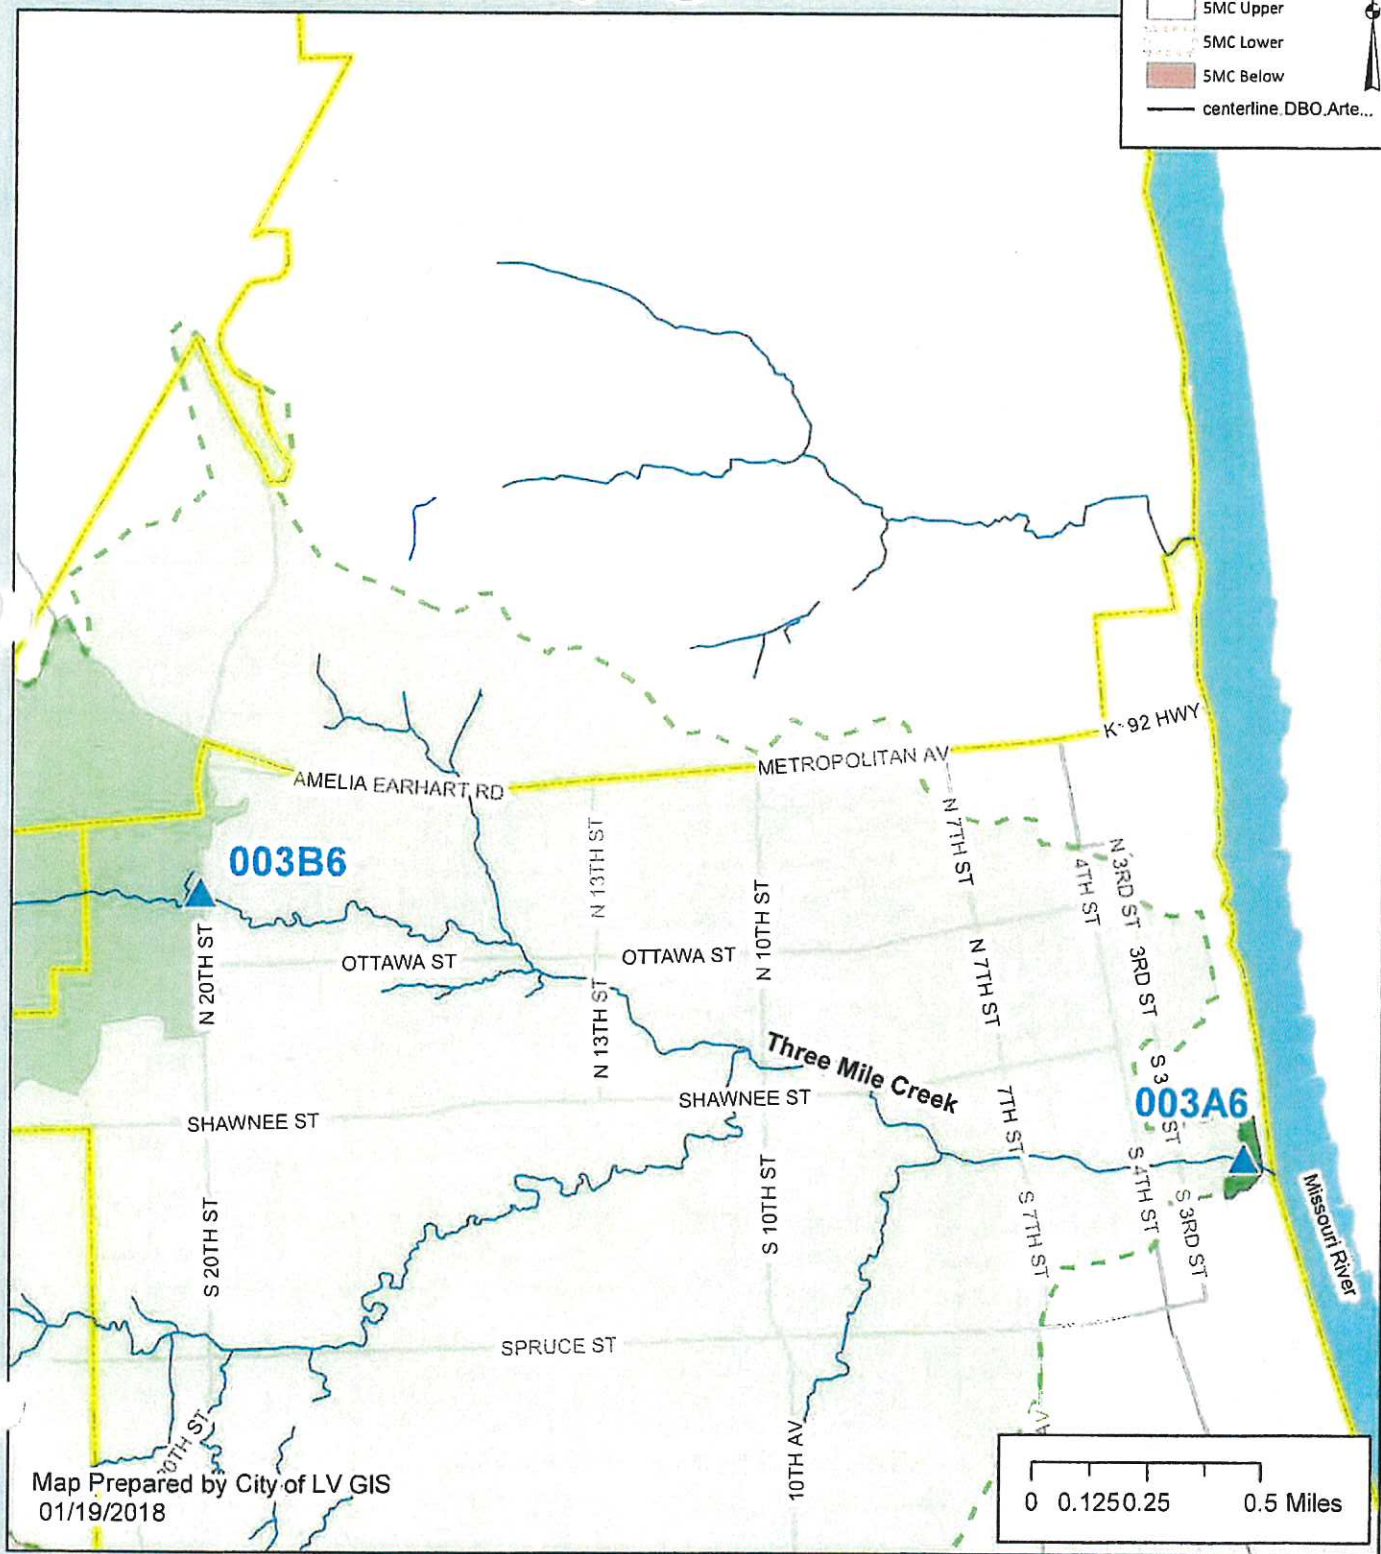 5MC Upper
5MC Lower
5MC Below
centerline.DBO.Arte...
K-92 HWY
METROPOLITAN AV
AMELIA EARHART RD
003B6
N 13TH ST
N 7TH ST
N 3RD ST
4TH ST
N 10TH ST
N 20TH ST
OTTAWA ST
OTTAWA ST
N 7TH ST
3RD ST
N 13TH ST
Three Mile Creek
S 3
ST
003A6
SHAWNEE ST
SHAWNEE ST
7TH ST
S 4TH ST
S 10TH ST
S 20TH ST
S 7TH ST
S 3RD ST
Missouri River
SPRUCE ST
10TH AV
AV
Map Prepared by City of LV GIS
01/19/2018
0 0.125 0.25 0.5 Miles